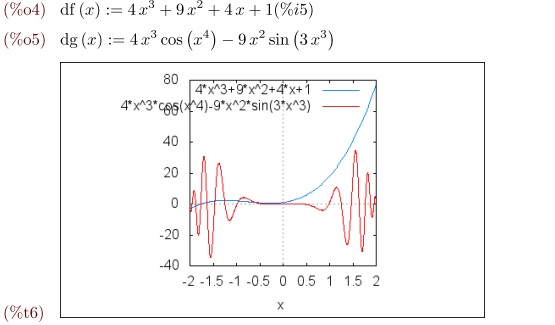 (%o4) df (x) := 4 x³ + 9 x² + 4 x + 1(%i5)
(%o5) dg (x) := 4 x³ cos (x⁴) − 9 x² sin (3 x³)
80
4*x^3+9*x^2+4*x+1
4*x^3*cos(x^4)-9*x^2*sin(3*x^3)
60
40
20
0
-20
-40
-2 -1.5 -1 -0.5 0 0.5 1 1.5 2
x
(%t6)